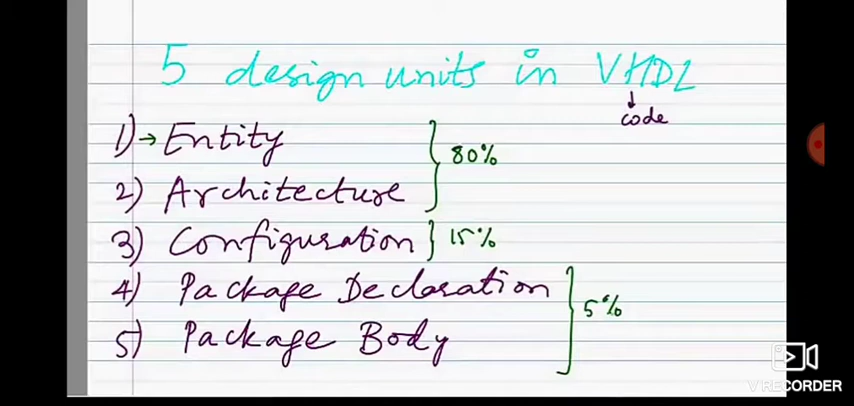 5 design units in VHDL
code
1) → Entity
80%
2) Architecture
3) Configuration
15%
4) Package Declaration
5%
5) Package Body
VRECORDER